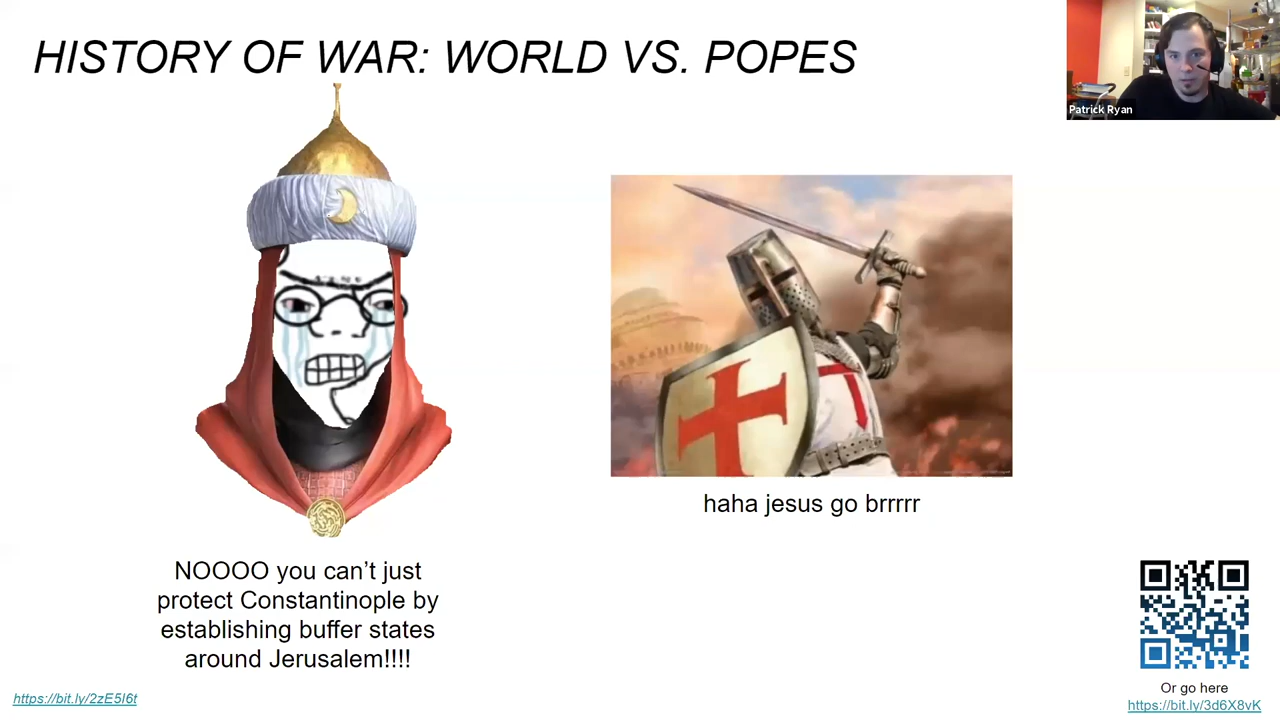 HISTORY OF WAR: WORLD VS. POPES
Patrick Ryan
haha jesus go brrrrr
NOOOO you can’t just
protect Constantinople by
establishing buffer states
around Jerusalem!!!!
https://bit.ly/2zE5I6t
Or go here
https://bit.ly/3d6X8vK